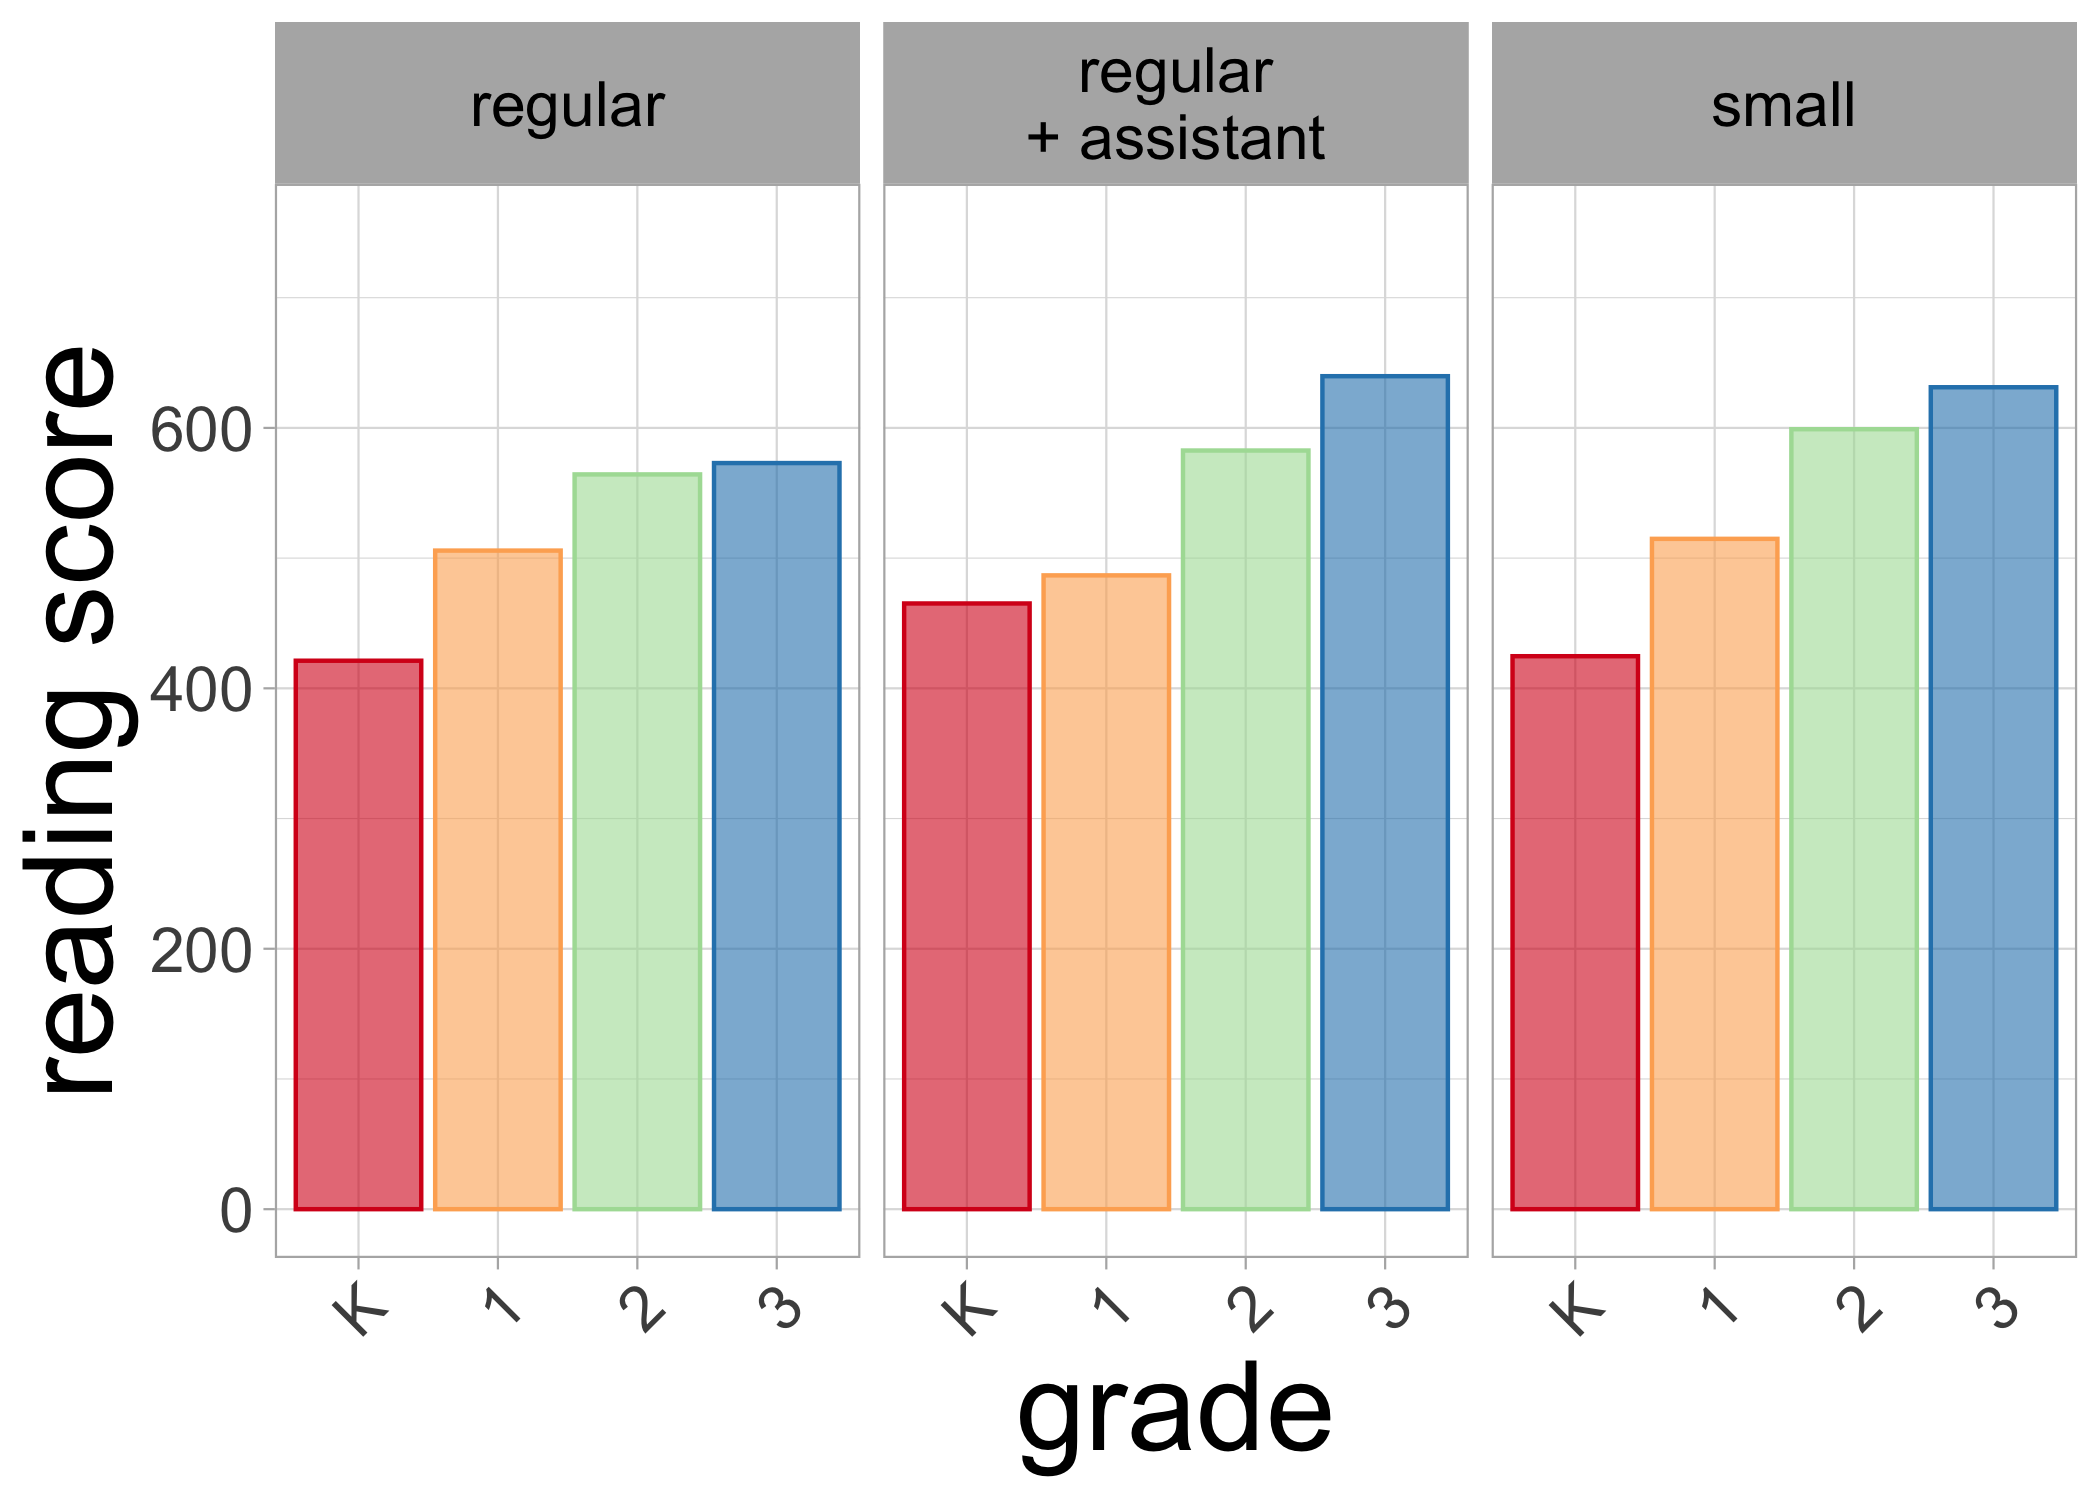 regular
regular
+ assistant
small
reading score
600
400
200
0
K 1 2 3
K 1 2 3
K 1 2 3
grade